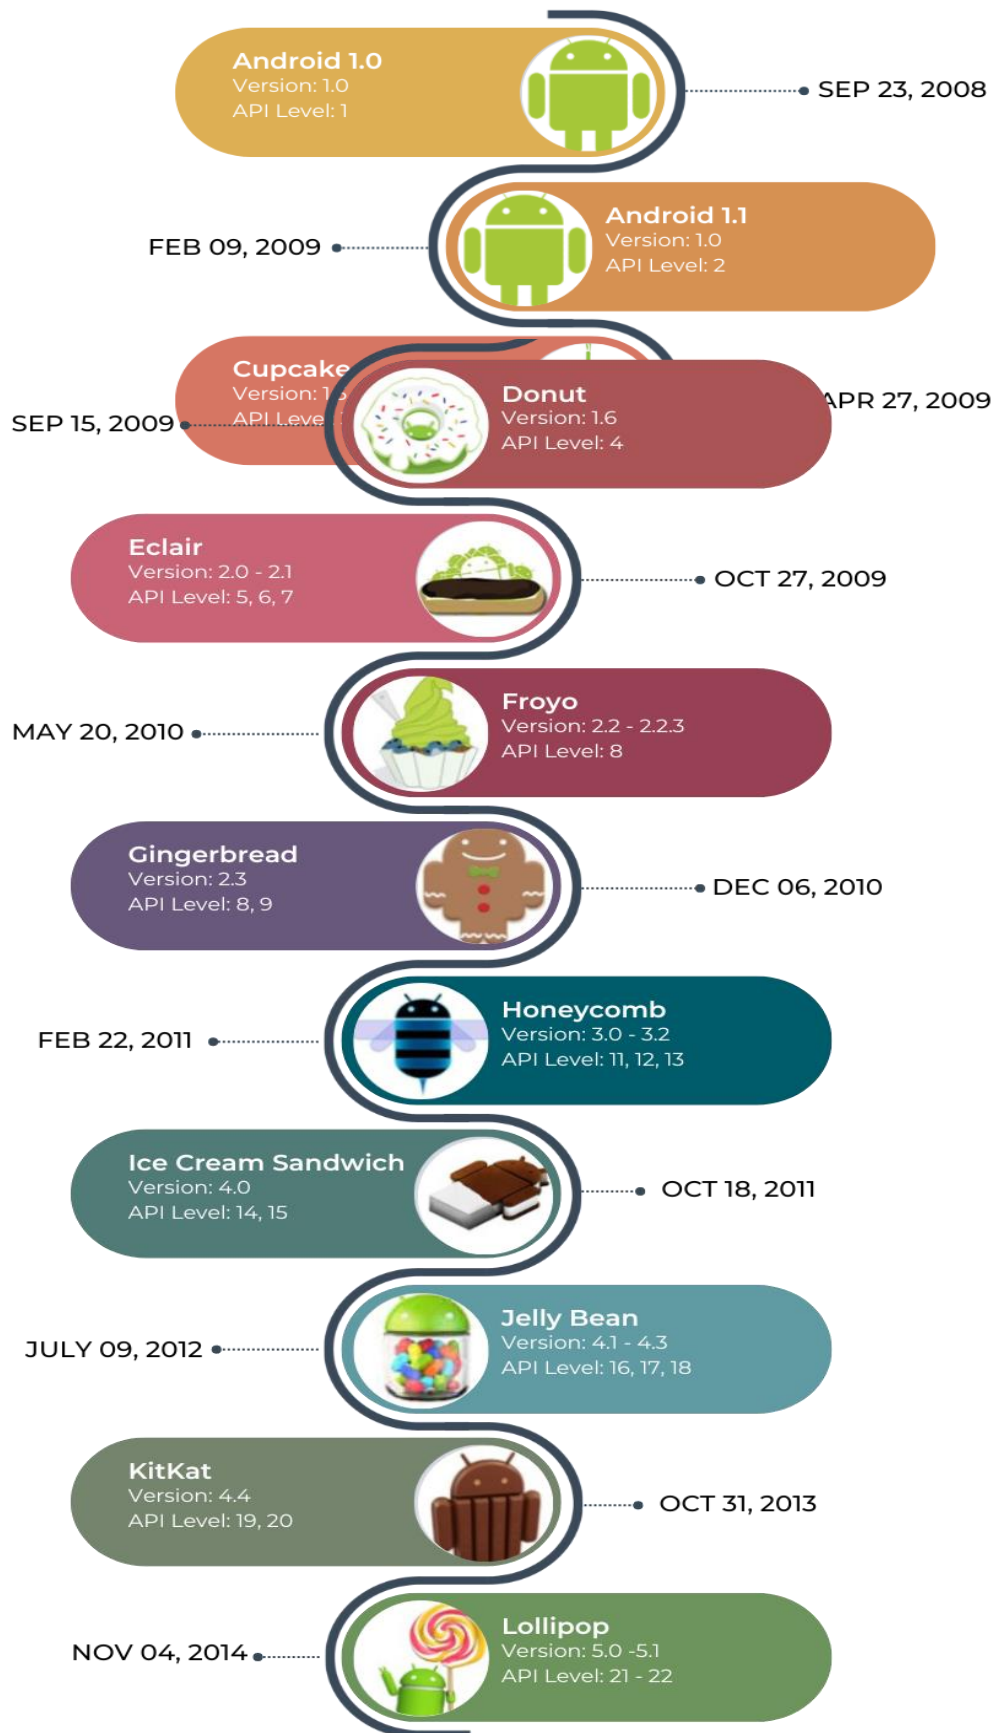 Android 1.0
Version: 1.0
API Level: 1
SEP 23, 2008
Android 1.1
Version: 1.0
API Level: 2
FEB 09, 2009
Cupcake
Version:
API Leve
APR 27, 2009
Donut
Version: 1.6
API Level: 4
SEP 15, 2009
Eclair
Version: 2.0 - 2.1
API Level: 5, 6, 7
OCT 27, 2009
Froyo
Version: 2.2 - 2.2.3
API Level: 8
MAY 20, 2010
Gingerbread
Version: 2.3
API Level: 8, 9
DEC 06, 2010
Honeycomb
Version: 3.0 - 3.2
API Level: 11, 12, 13
FEB 22, 2011
Ice Cream Sandwich
Version: 4.0
API Level: 14, 15
OCT 18, 2011
Jelly Bean
Version: 4.1 - 4.3
API Level: 16, 17, 18
JULY 09, 2012
KitKat
Version: 4.4
API Level: 19, 20
OCT 31, 2013
Lollipop
Version: 5.0 -5.1
API Level: 21 - 22
NOV 04, 2014